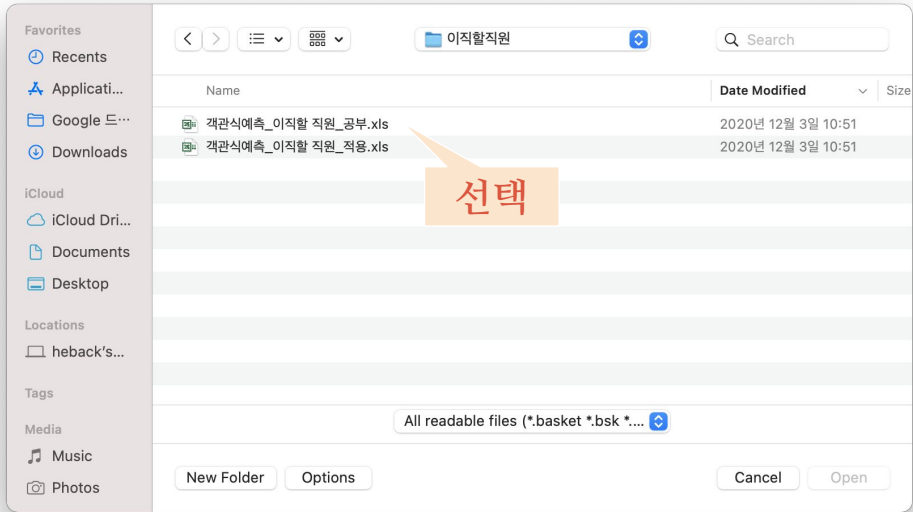 Favorites
Recents
Applicati...
Google 드…
Downloads
iCloud
iCloud Dri...
Documents
Desktop
Locations
heback's...
Tags
Media
Music
Photos
이직할직원
Search
Name
Date Modified
Size
객관식예측_이직할 직원_공부.xls
2020년 12월 3일 10:51
객관식예측_이직할 직원_적용.xls
2020년 12월 3일 10:51
선택
All readable files (*.basket *.bsk *....
New Folder
Options
Cancel
Open